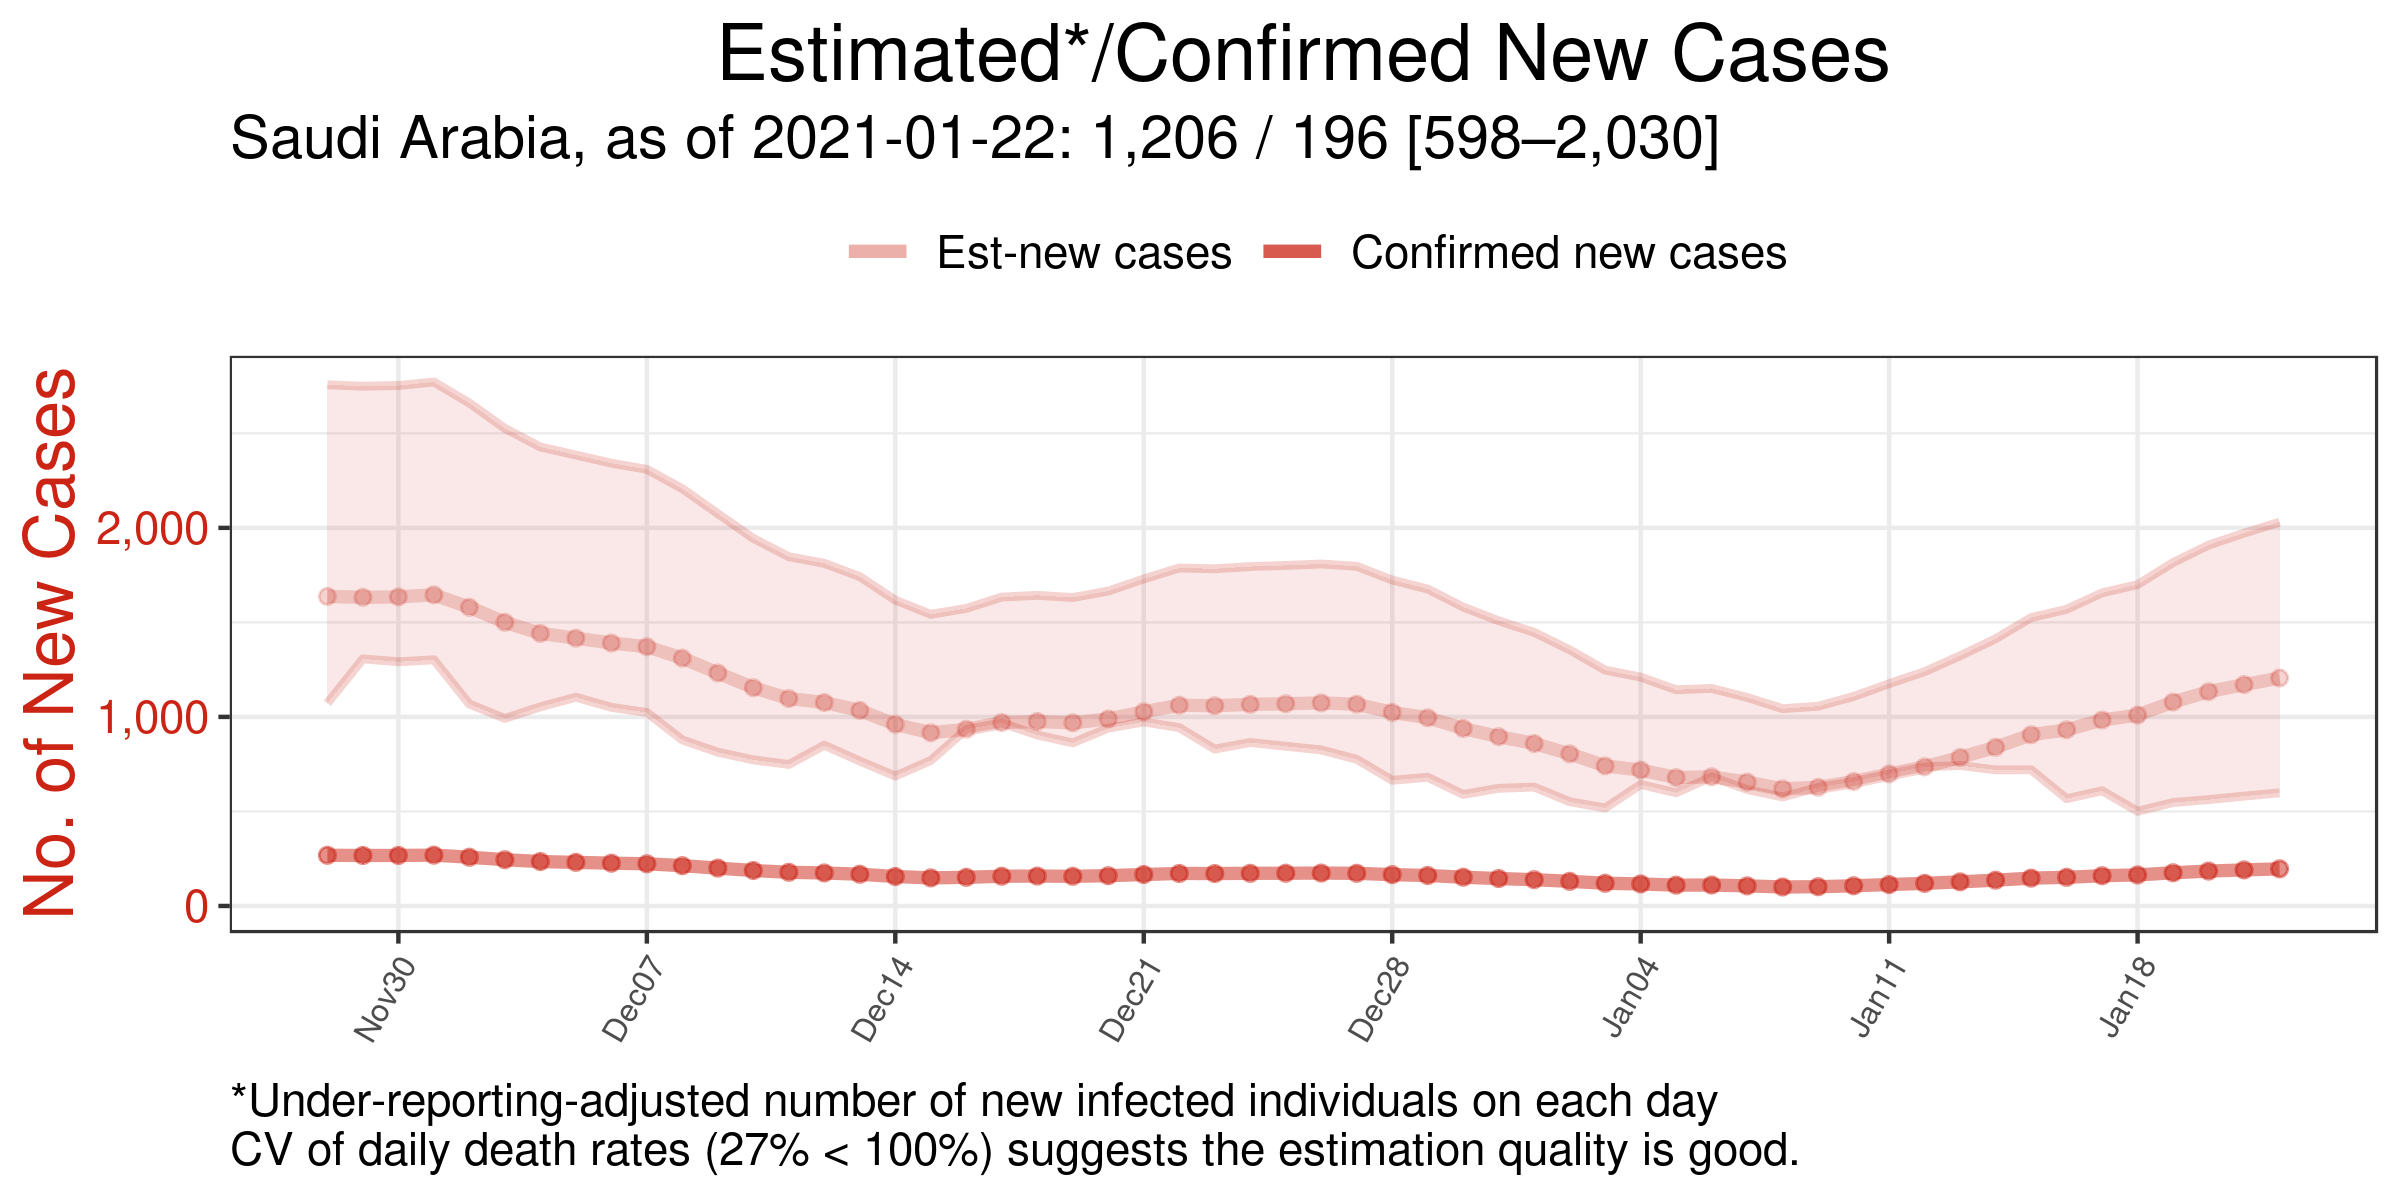 Estimated*/Confirmed New Cases
Saudi Arabia, as of 2021-01-22: 1,206 / 196 [598–2,030]
Est-new cases Confirmed new cases
No. of New Cases
2,000
1,000
0
Nov30 Dec07 Dec14 Dec21 Dec28 Jan04 Jan11 Jan18
*Under-reporting-adjusted number of new infected individuals on each day
CV of daily death rates (27% < 100%) suggests the estimation quality is good.